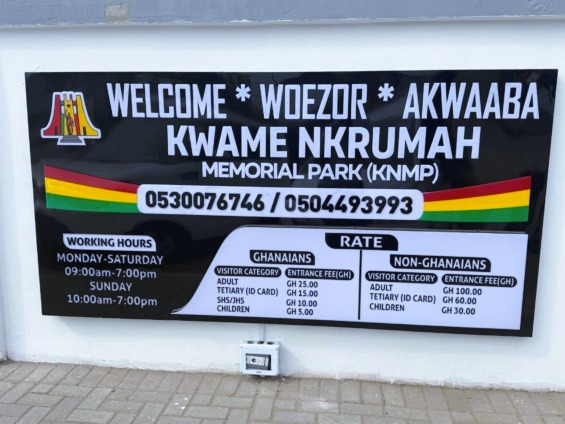 WELCOME * WOEZOR * AKWAABA
KWAME NKRUMAH
MEMORIAL PARK (KNMP)
0530076746 / 0504493993
WORKING HOURS
MONDAY-SATURDAY
09:00am-7:00pm
SUNDAY
10:00am-7:00pm
RATE
GHANAIANS
VISITOR CATEGORY ENTRANCE FEE(GH)
ADULT GH 25.00
TETIARY (ID CARD) GH 15.00
SHS/JHS GH 10.00
CHILDREN GH 5.00
NON-GHANAIANS
VISITOR CATEGORY ENTRANCE FEE(GH)
ADULT GH 100.00
TETIARY (ID CARD) GH 60.00
CHILDREN GH 30.00